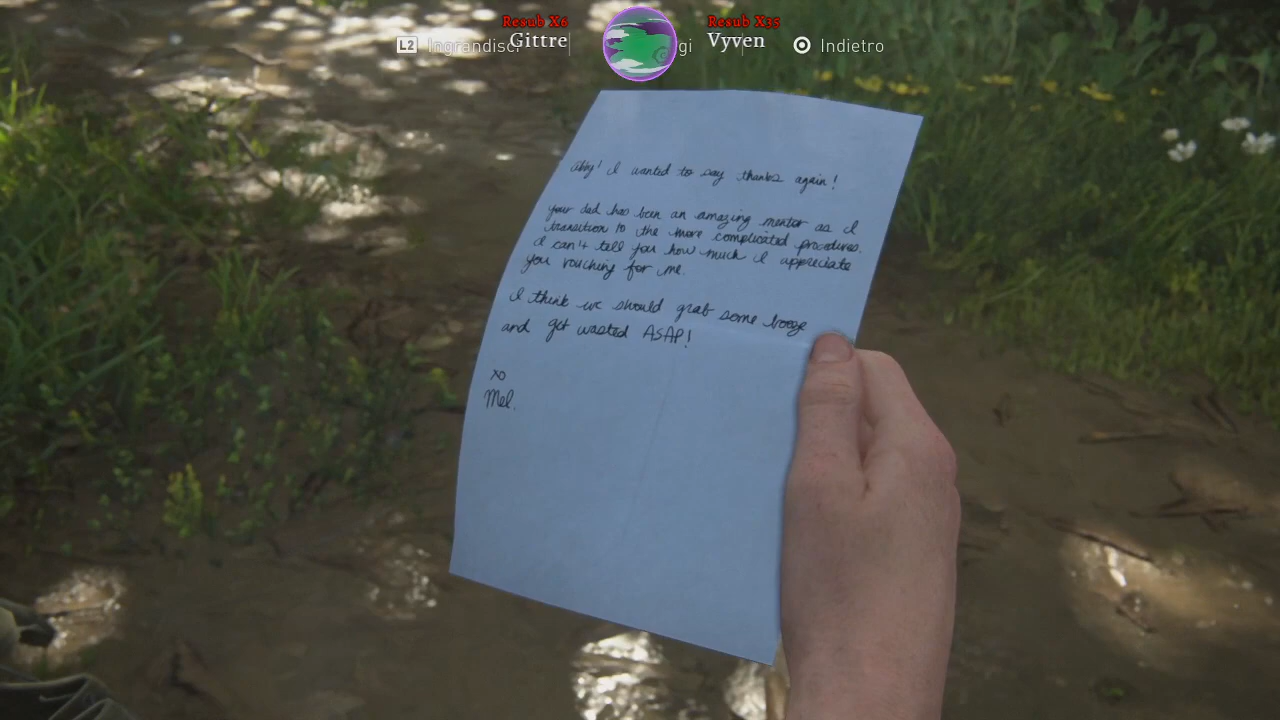 Resub X6
Gittre
Resub X35
Vyven
L2 Ingrandisci
gi
Indietro
Abby! I wanted to say thanks again!
your dad has been an amazing mentor as I
transition to the more complicated procedures.
I can't tell you how much I appreciate
you vouching for me.
I think we should grab some booze
and get wasted ASAP!
xo
Mel.